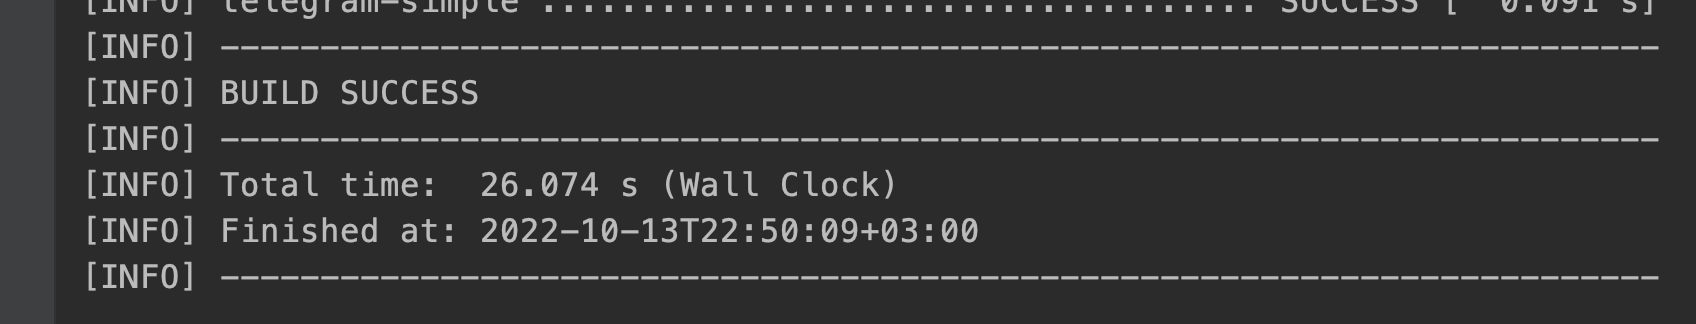 [INFO] telegram-simple .................................... SUCCESS [  0.091 s]
[INFO] ------------------------------------------------------------------------
[INFO] BUILD SUCCESS
[INFO] ------------------------------------------------------------------------
[INFO] Total time:  26.074 s (Wall Clock)
[INFO] Finished at: 2022-10-13T22:50:09+03:00
[INFO] ------------------------------------------------------------------------